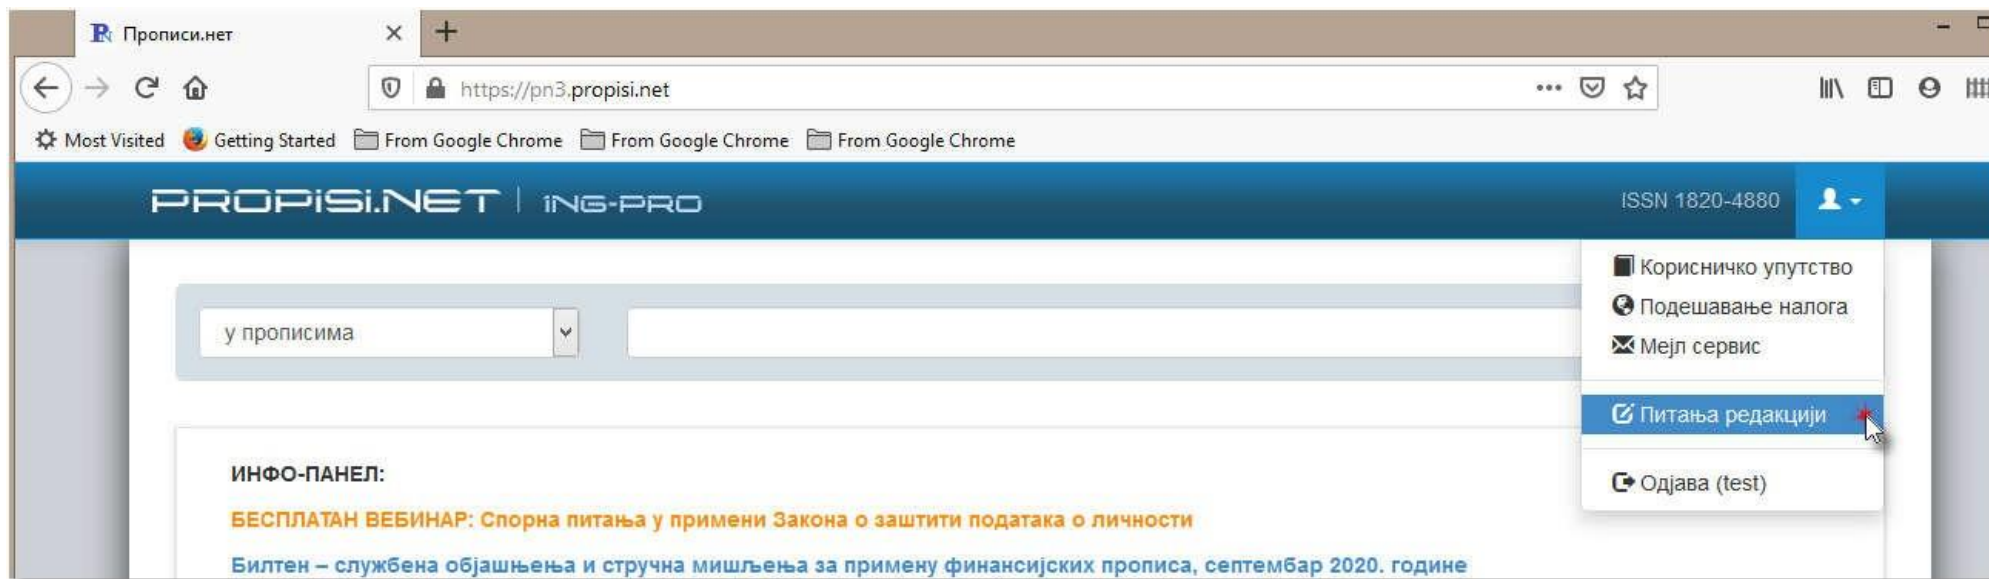 Прописи.нет
https://pn3.propisi.net
Most Visited Getting Started From Google Chrome From Google Chrome From Google Chrome
PROPiSi.NET | iNG-PRO ISSN 1820-4880
Корисничко упутство
Подешавање налога
Мејл сервис
Питања редакцији
Одјава (test)
у прописима
ИНФО-ПАНЕЛ:
БЕСПЛАТАН ВЕБИНАР: Спорна питања у примени Закона о заштити података о личности
Билтен – службена објашњења и стручна мишљења за примену финансијских прописа, септембар 2020. године